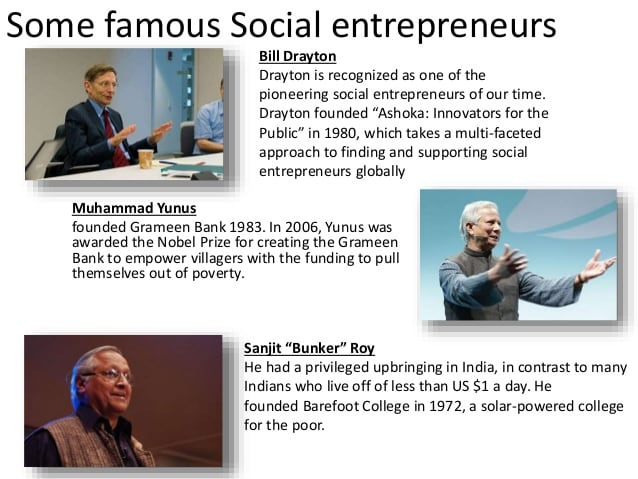 Some famous Social entrepreneurs
Bill Drayton
Drayton is recognized as one of the
pioneering social entrepreneurs of our time.
Drayton founded “Ashoka: Innovators for the
Public” in 1980, which takes a multi-faceted
approach to finding and supporting social
entrepreneurs globally
Muhammad Yunus
founded Grameen Bank 1983. In 2006, Yunus was
awarded the Nobel Prize for creating the Grameen
Bank to empower villagers with the funding to pull
themselves out of poverty.
Sanjit “Bunker” Roy
He had a privileged upbringing in India, in contrast to many
Indians who live off of less than US $1 a day. He
founded Barefoot College in 1972, a solar-powered college
for the poor.